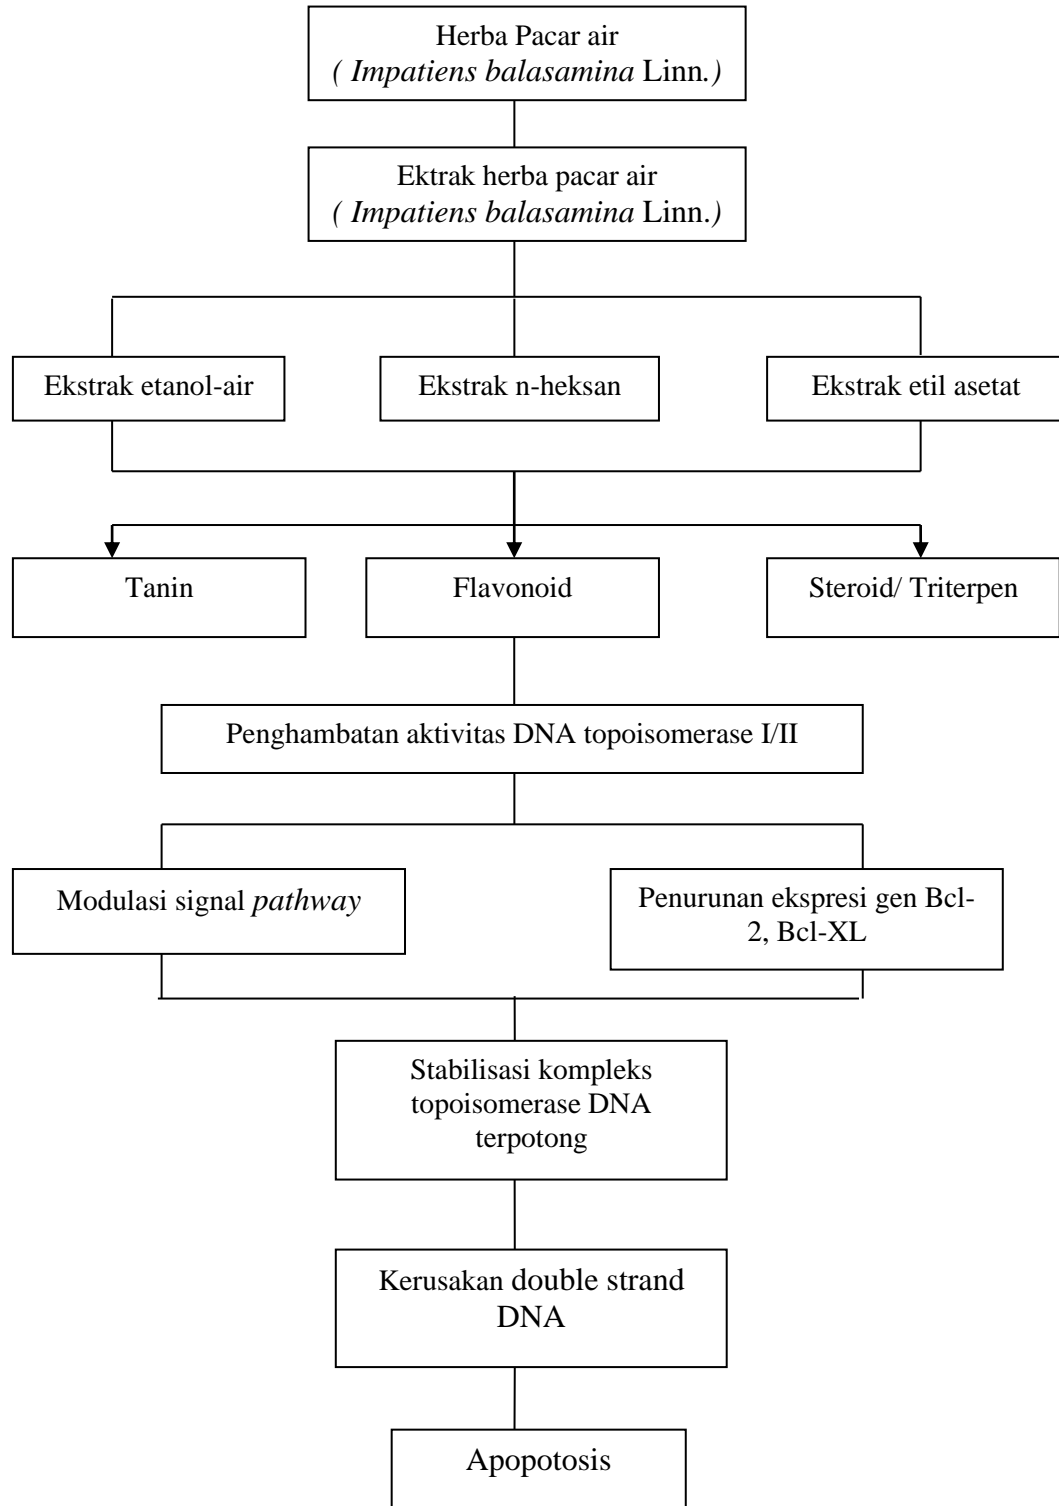 Herba Pacar air
( Impatiens balasamina Linn.)
Ektrak herba pacar air
( Impatiens balasamina Linn.)
Ekstrak etanol-air
Ekstrak n-heksan
Ekstrak etil asetat
Tanin
Flavonoid
Steroid/ Triterpen
Penghambatan aktivitas DNA topoisomerase I/II
Modulasi signal pathway
Penurunan ekspresi gen Bcl-
2, Bcl-XL
Stabilisasi kompleks
topoisomerase DNA
terpotong
Kerusakan double strand
DNA
Apopotosis